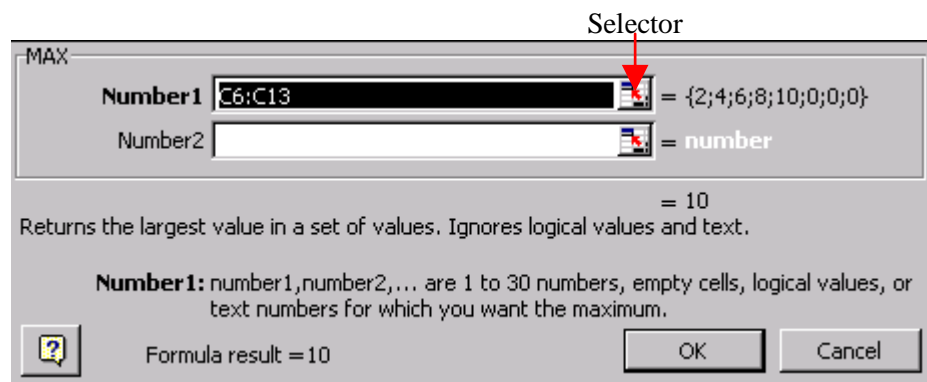 Selector
MAX
Number1 C6:C13 = {2;4;6;8;10;0;0;0}
Number2 = number
= 10
Returns the largest value in a set of values. Ignores logical values and text.
Number1: number1,number2,... are 1 to 30 numbers, empty cells, logical values, or
text numbers for which you want the maximum.
Formula result =10 OK Cancel